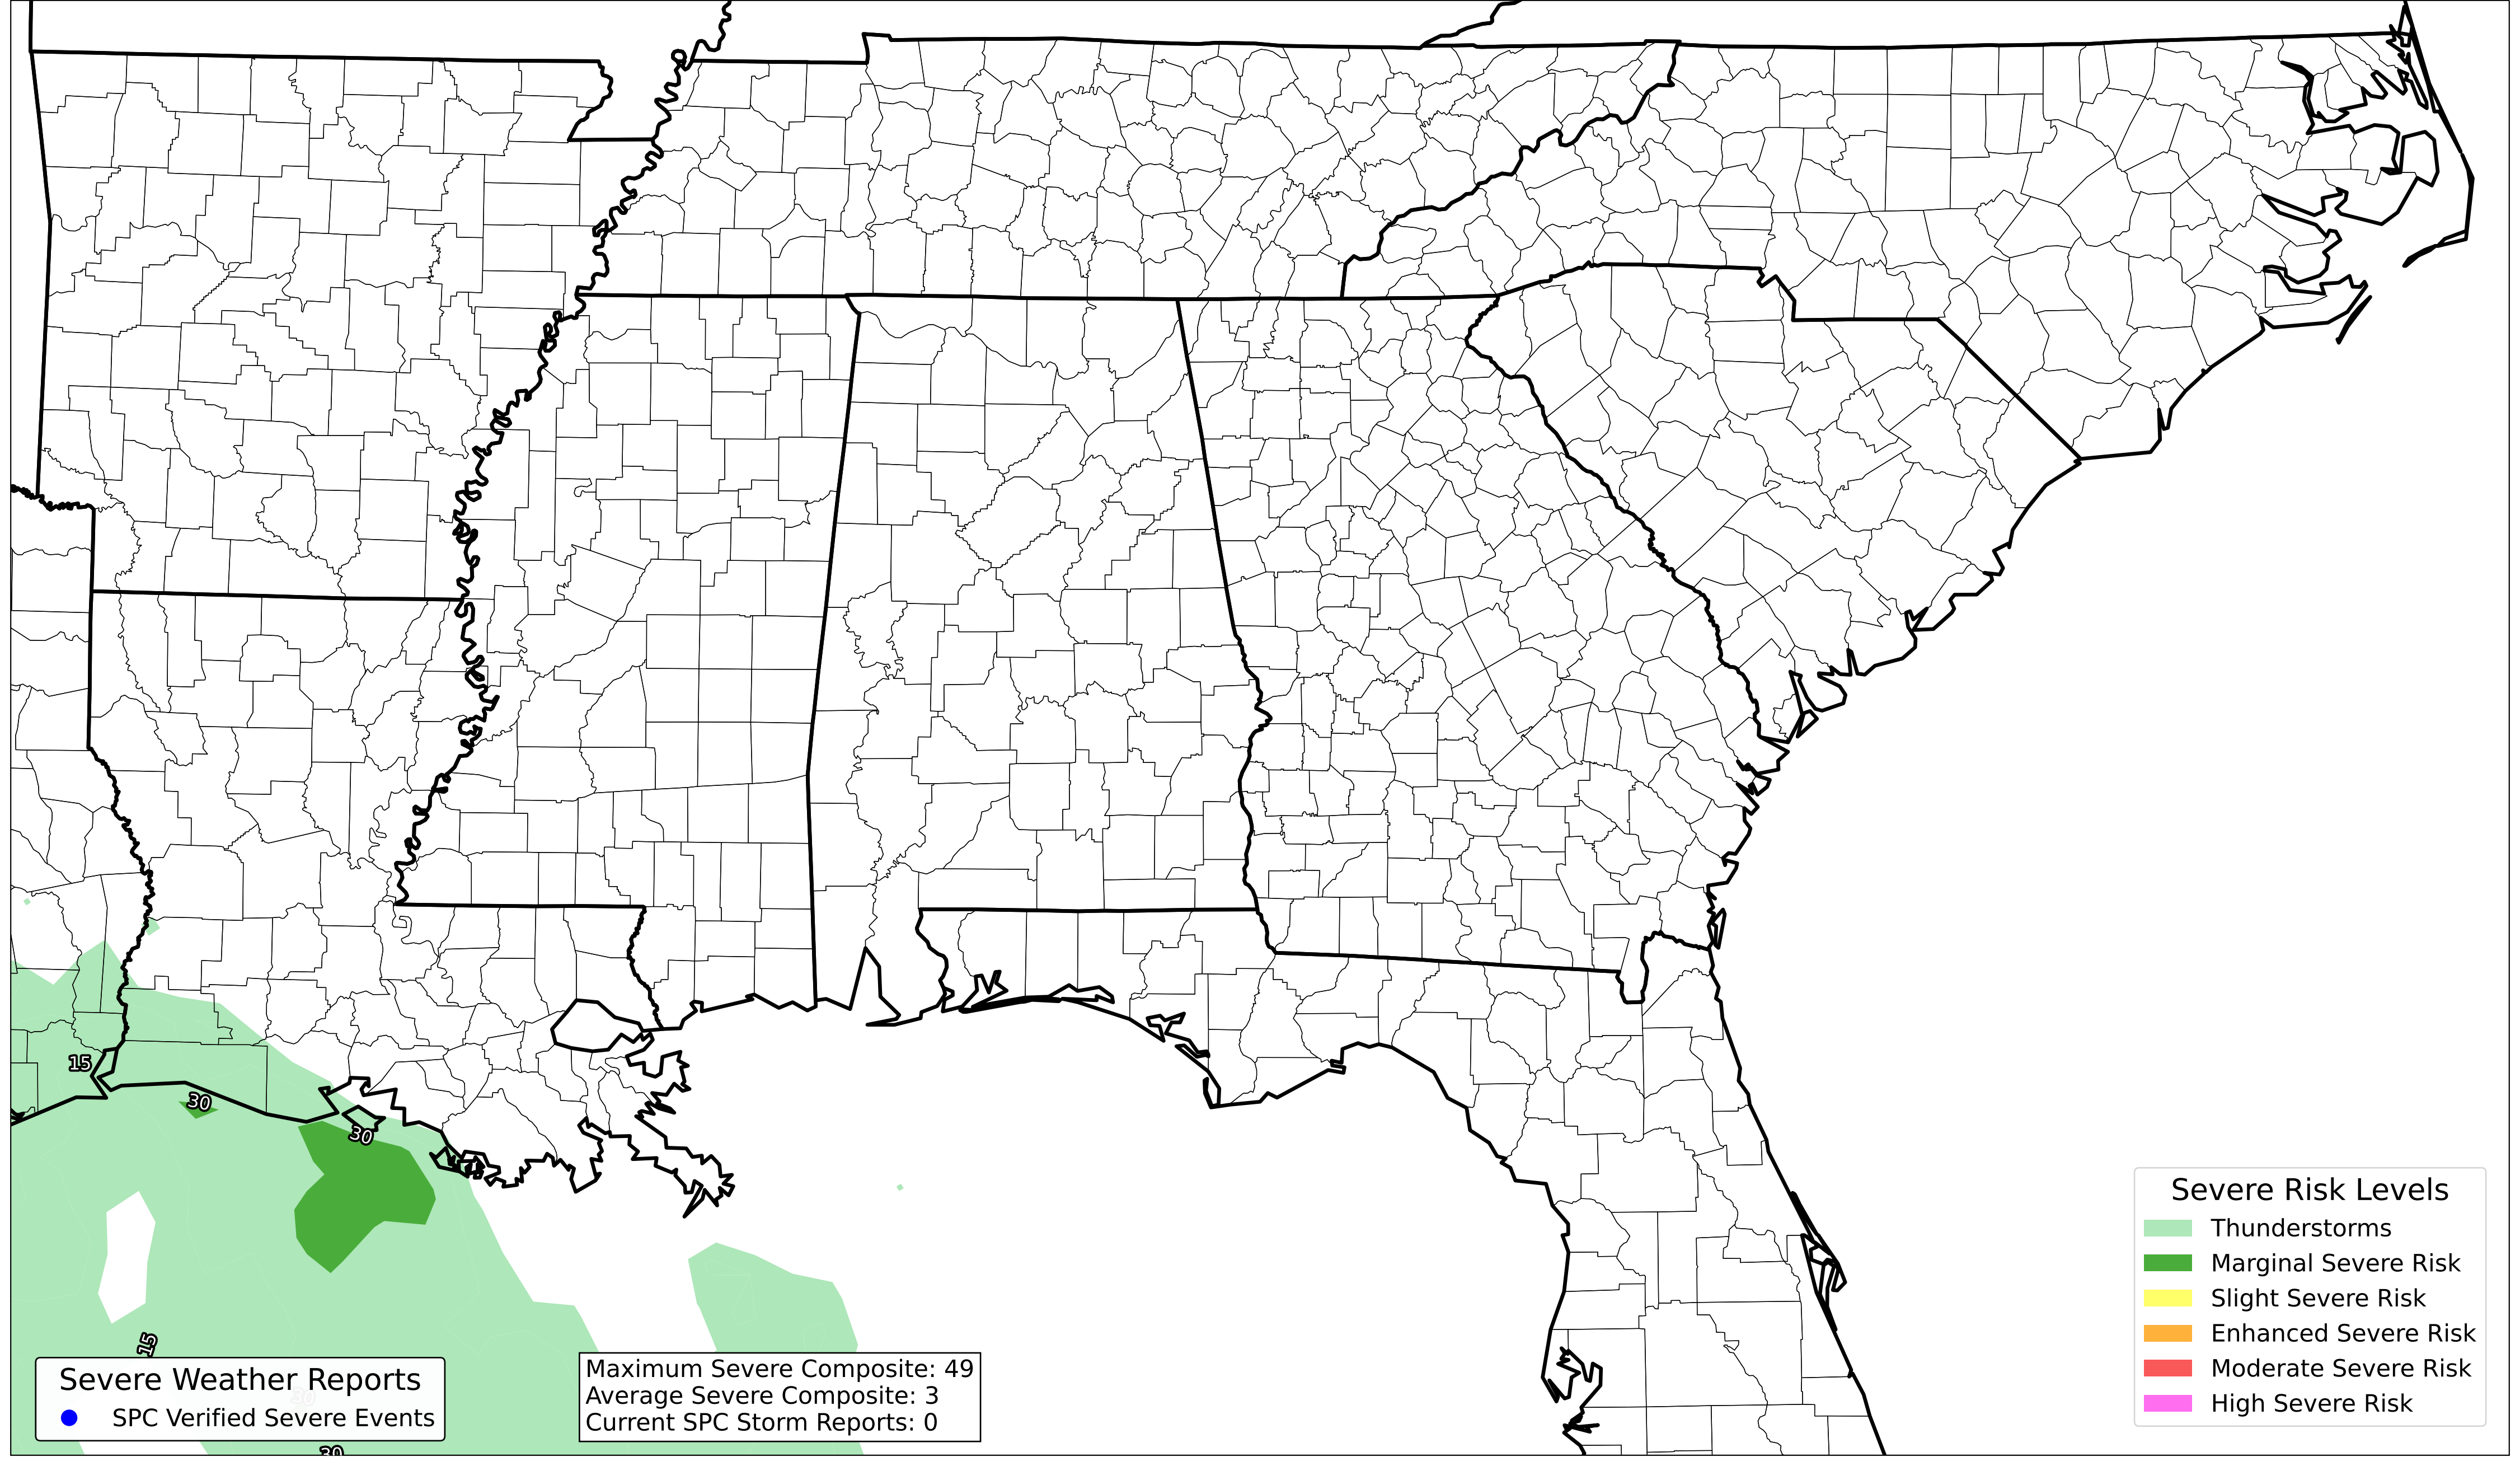 15
30
30
15
30
Severe Weather Reports
SPC Verified Severe Events
Maximum Severe Composite: 49
Average Severe Composite: 3
Current SPC Storm Reports: 0
Severe Risk Levels
Thunderstorms
Marginal Severe Risk
Slight Severe Risk
Enhanced Severe Risk
Moderate Severe Risk
High Severe Risk